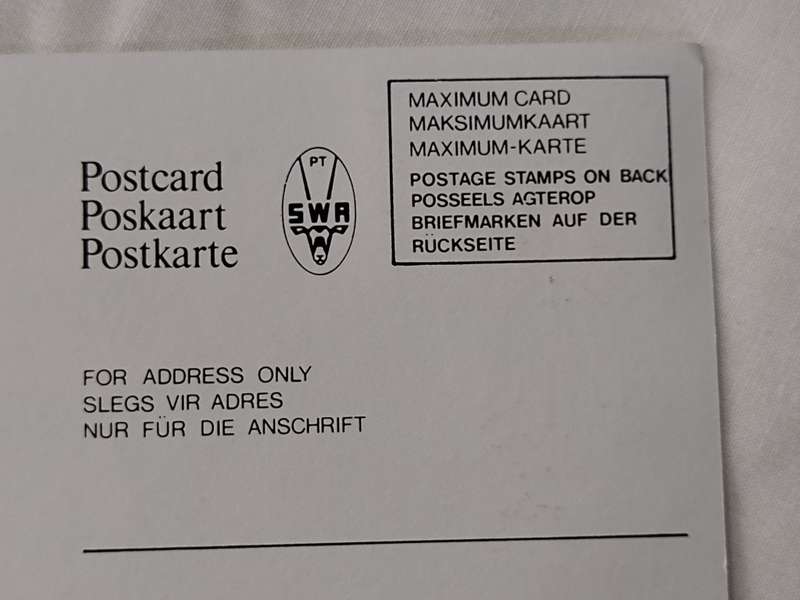 Postcard
Poskaart
Postkarte
PT
SWA
MAXIMUM CARD
MAKSIMUMKAART
MAXIMUM-KARTE
POSTAGE STAMPS ON BACK
POSSEELS AGTEROP
BRIEFMARKEN AUF DER
RÜCKSEITE
FOR ADDRESS ONLY
SLEGS VIR ADRES
NUR FÜR DIE ANSCHRIFT